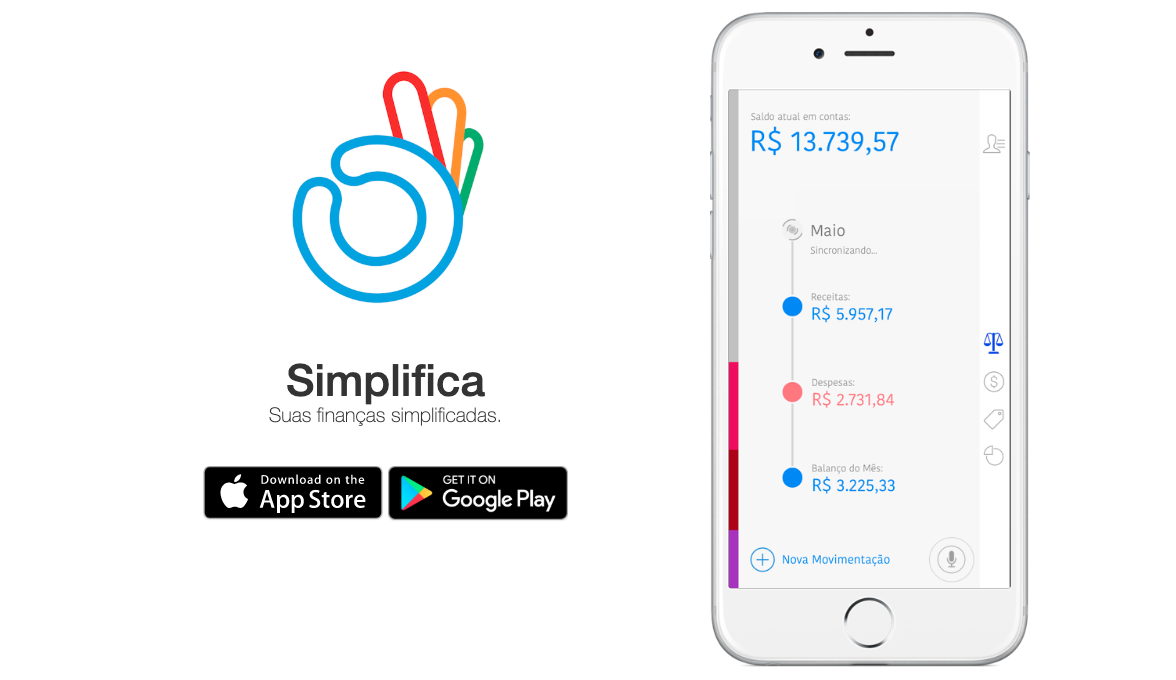 Simplifica
Suas finanças simplificadas.
Download on the
App Store
GET IT ON
Google Play
Saldo atual em contas:
R$ 13.739,57
Maio
Sincronizando...
Receitas:
R$ 5.957,17
Despesas:
R$ 2.731,84
Balanço do Mês:
R$ 3.225,33
Nova Movimentação